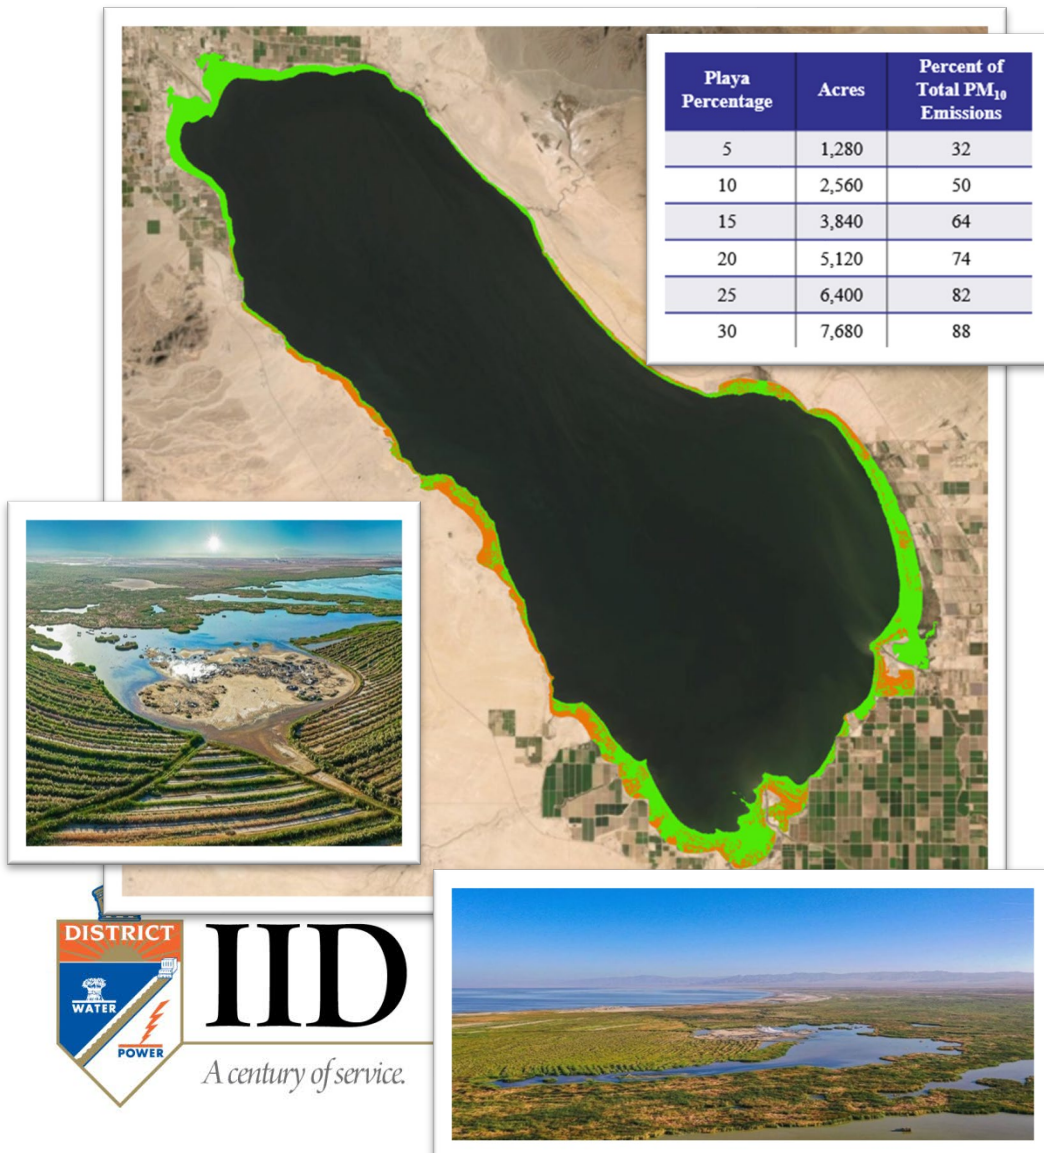 Playa Percentage Acres Percent of Total PM₁₀ Emissions
5 1,280 32
10 2,560 50
15 3,840 64
20 5,120 74
25 6,400 82
30 7,680 88
DISTRICT
WATER
POWER
IID
A century of service.